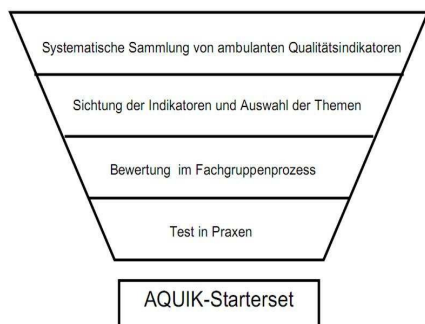 Systematische Sammlung von ambulanten Qualitätsindikatoren
Sichtung der Indikatoren und Auswahl der Themen
Bewertung im Fachgruppenprozess
Test in Praxen
AQUIK-Starterset